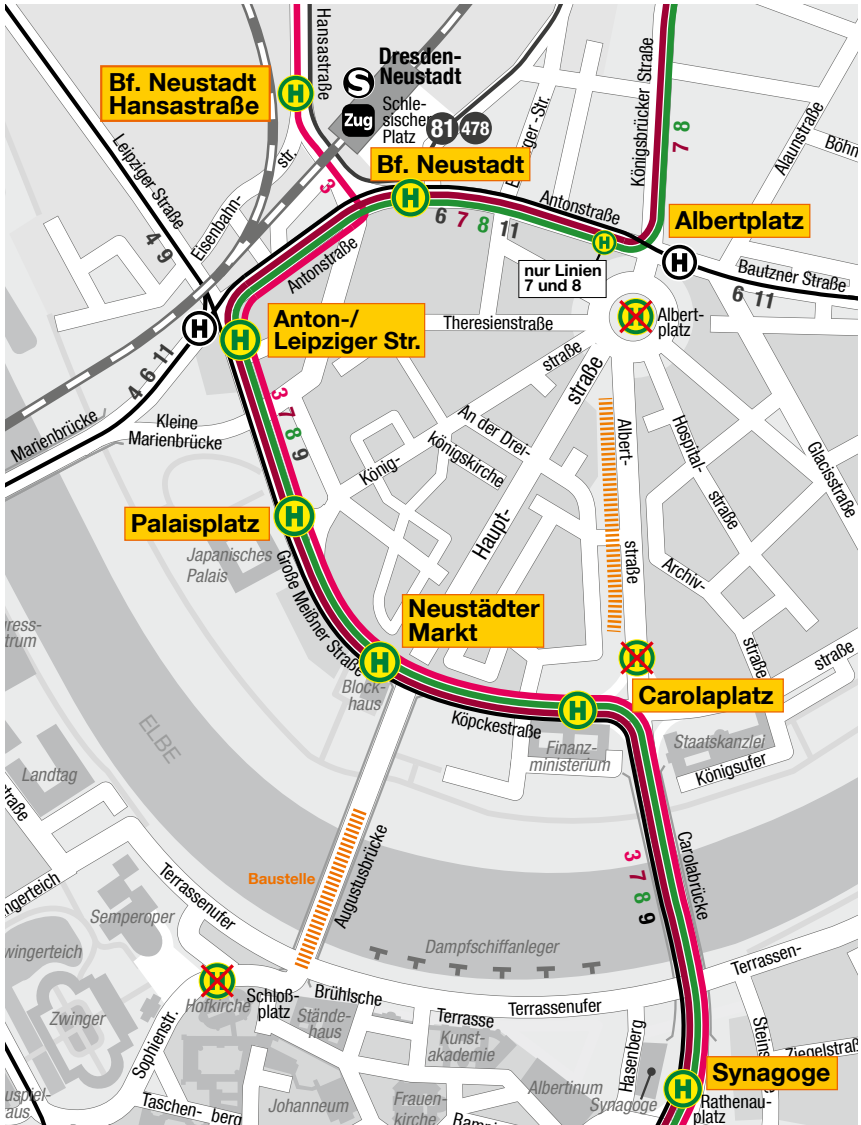 Hansastraße
Dresden-
Neustadt
S
Zug
Schle-
sischer
Platz
81
478
Bf. Neustadt
Hansastraße
H
Leipziger Straße
str.
Eisenbahn-
3
Bf. Neustadt
H
Königsbrücker Straße
7 8
Alaunstraße
Antonstraße
6 7 8 11
Albertplatz
H
H
nur Linien
7 und 8
Bautzner Straße
6 11
4 9
Antonstraße
H
H
Anton-/
Leipziger Str.
Theresienstraße
H
Albert-
platz
4 6 11
Marienbrücke
Kleine
Marienbrücke
3 7 8 9
straße
straße
König-
An der Drei-
königskirche
Haupt-
Albert-
straße
Hospital-
straße
Glacisstraße
Archiv-
straße
straße
Palaisplatz
H
Japanisches
Palais
Große Meißner Straße
Neustädter
Markt
H
Block-
haus
H
Carolaplatz
H
Köpckestraße
Finanz-
ministerium
Staatskanzlei
Königsufer
ELBE
Landtag
3 7 8 9
Carolabrücke
Baustelle
Augustusbrücke
Terrassenufer
Semperoper
Dampfschiffanleger
Terrassen-
H
Hofkirche
Schloß-
platz
Brühlsche
Terrasse
Terrassenufer
Zwinger
Sophienstr.
Stände-
haus
Kunst-
akademie
Hasenberg
Synagoge
H
Synagoge
Rathenau-
platz
Taschen-
berg
Johanneum
Frauen-
kirche
Albertinum